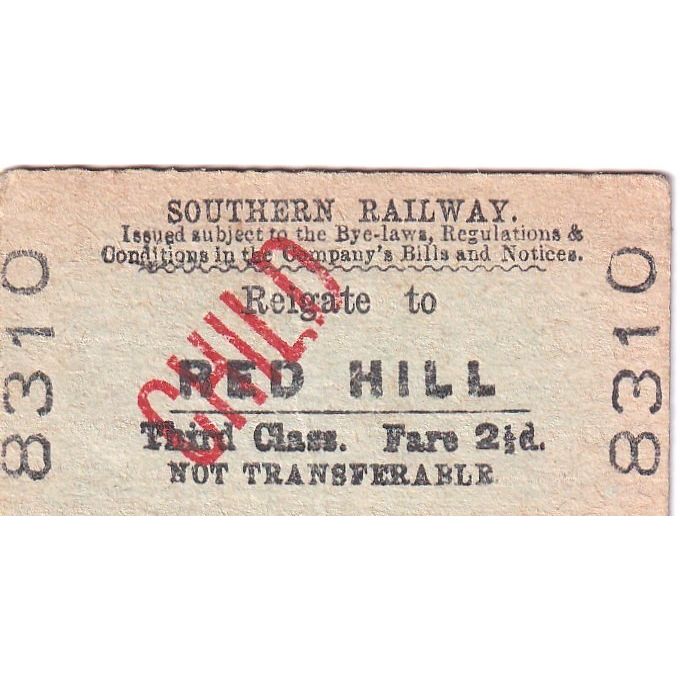 SOUTHERN RAILWAY.
Issued subject to the Bye-laws, Regulations &
Conditions in the Company's Bills and Notices.
Reigate to
RED HILL
Third Class. Fare 2½d.
NOT TRANSFERABLE
CHILD
8310
8310